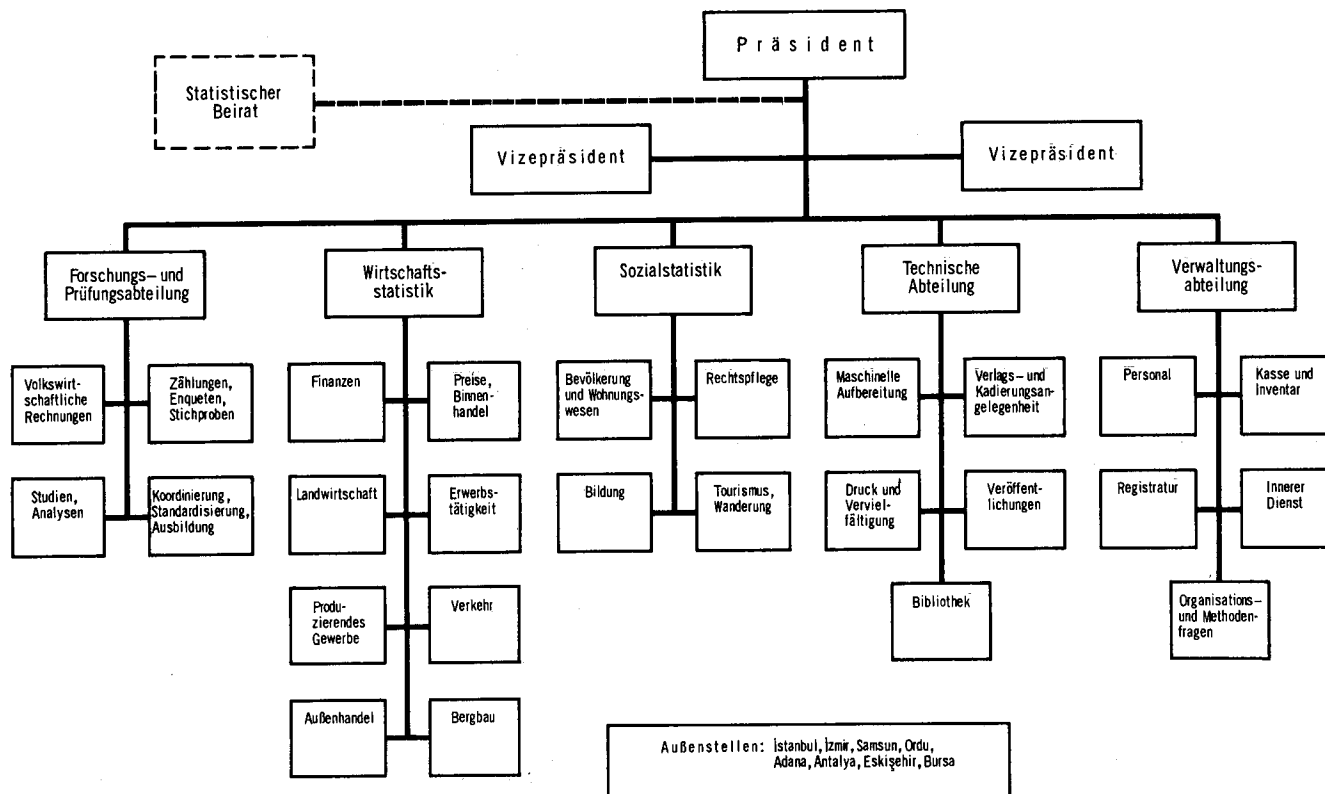 Präsident
Statistischer
Beirat
Vizepräsident
Vizepräsident
Forschungs- und
Prüfungsabteilung
Wirtschafts-
statistik
Sozialstatistik
Technische
Abteilung
Verwaltungs-
abteilung
Volkswirt-
schaftliche
Rechnungen
Zählungen,
Enqueten,
Stichproben
Studien,
Analysen
Koordinierung,
Standardisierung,
Ausbildung
Finanzen
Preise,
Binnen-
handel
Landwirtschaft
Erwerbs-
tätigkeit
Produ-
zierendes
Gewerbe
Verkehr
Außenhandel
Bergbau
Bevölkerung
und Wohnungs-
wesen
Rechtspflege
Bildung
Tourismus,
Wanderung
Maschinelle
Aufbereitung
Verlags- und
Kadierungsan-
gelegenheit
Druck und
Verviel-
fältigung
Veröffent-
lichungen
Bibliothek
Personal
Kasse und
Inventar
Registratur
Innerer
Dienst
Organisations-
und Methoden-
fragen
Außenstellen: İstanbul, İzmir, Samsun, Ordu,
Adana, Antalya, Eskişehir, Bursa